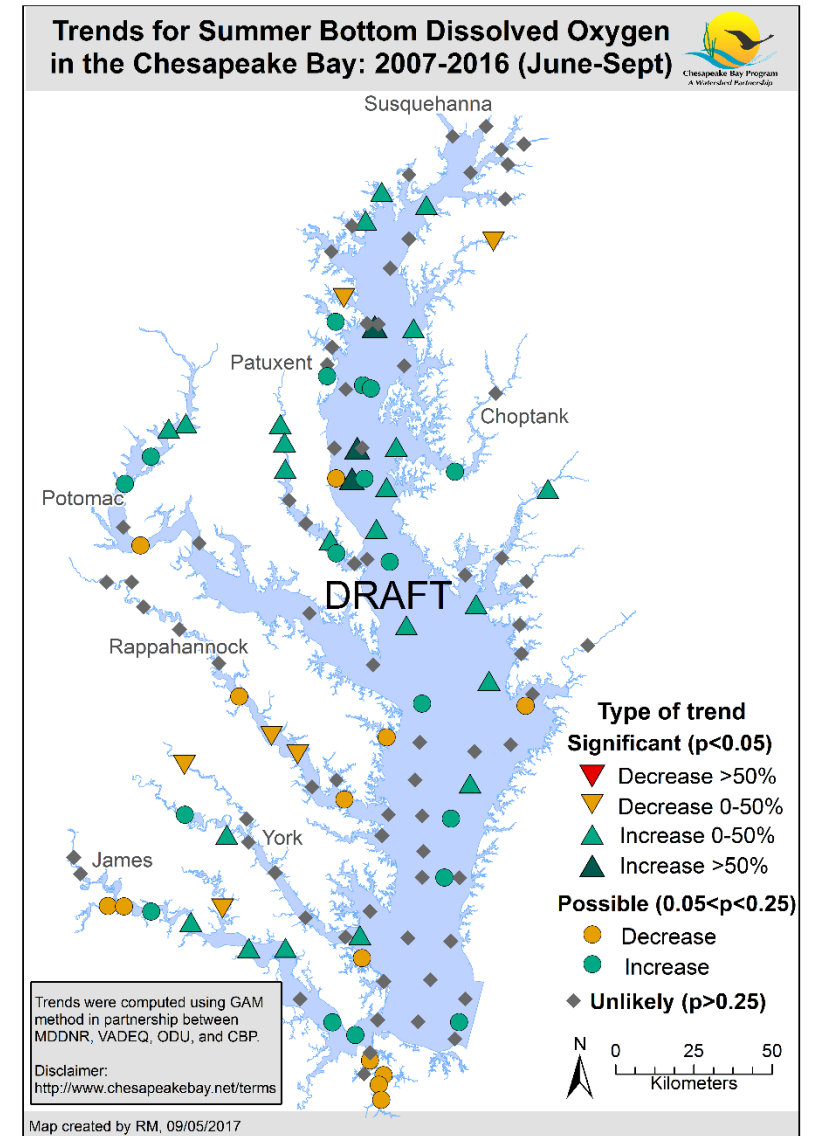 Trends for Summer Bottom Dissolved Oxygen
in the Chesapeake Bay: 2007-2016 (June-Sept)
Chesapeake Bay Program
A Watershed Partnership
Susquehanna
Patuxent
Choptank
Potomac
DRAFT
Rappahannock
York
James
Type of trend
Significant (p<0.05)
Decrease >50%
Decrease 0-50%
Increase 0-50%
Increase >50%
Possible (0.05<p<0.25)
Decrease
Increase
Unlikely (p>0.25)
N
0 25 50
Kilometers
Trends were computed using GAM
method in partnership between
MDDNR, VADEQ, ODU, and CBP.
Disclaimer:
http://www.chesapeakebay.net/terms
Map created by RM, 09/05/2017